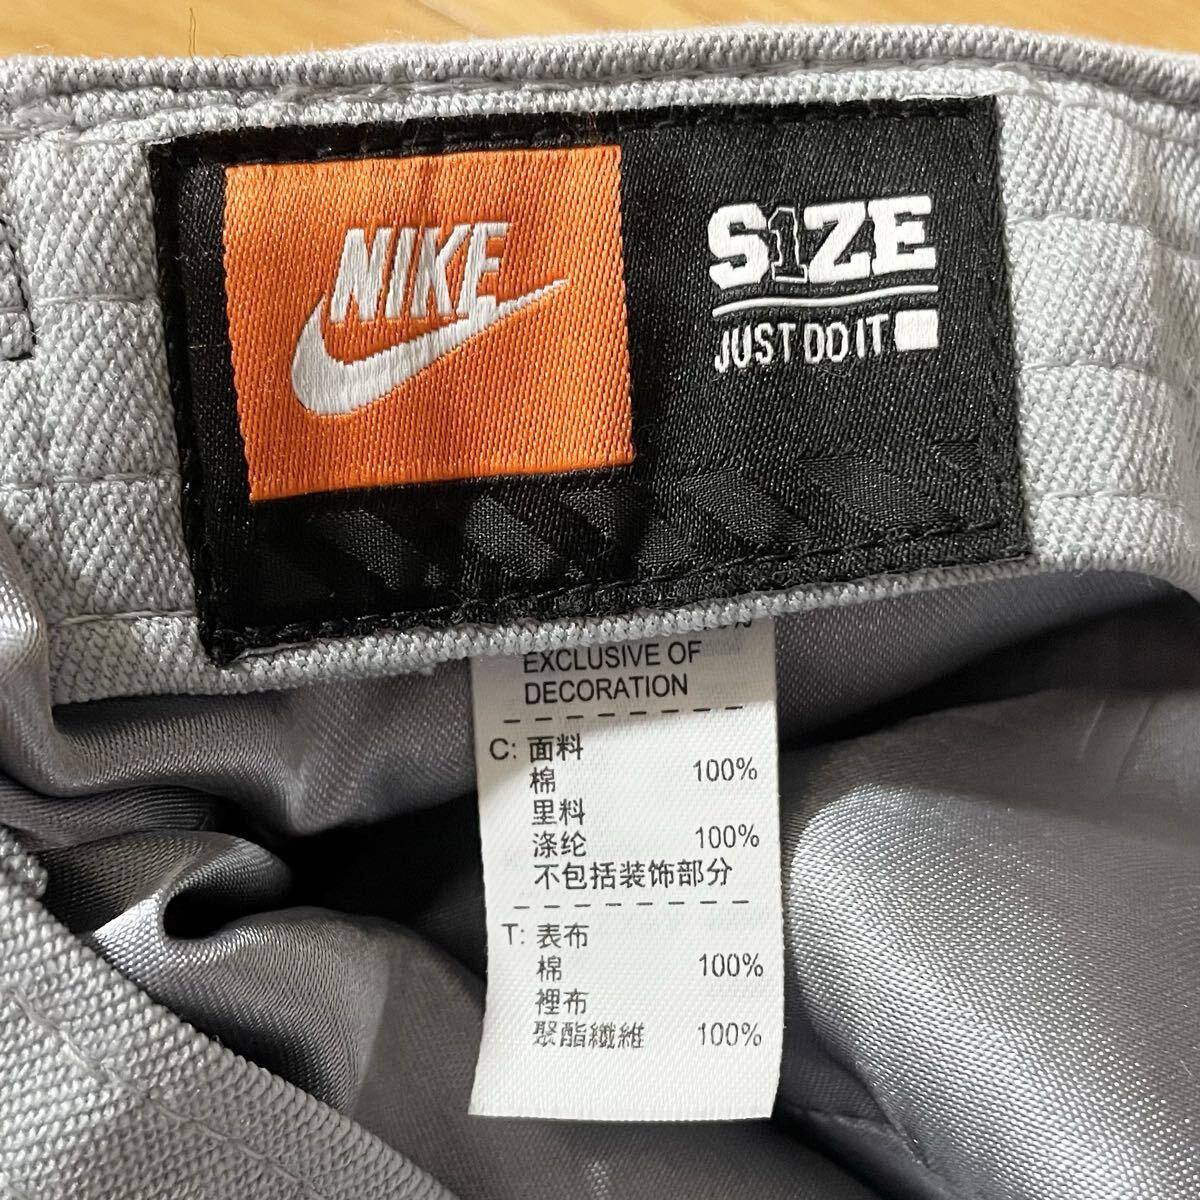 NIKE
S1ZE
JUST DO IT
EXCLUSIVE OF
DECORATION
C: 面料
棉 100%
里料
涤纶 100%
不包括装饰部分
T: 表布
棉 100%
裡布
聚酯纖維 100%